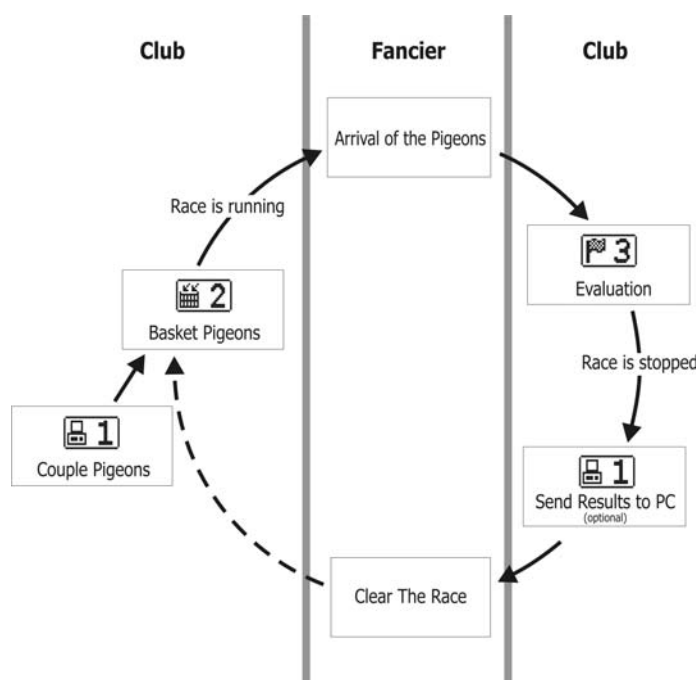 Club
Fancier
Club
Arrival of the Pigeons
Race is running
3
Evaluation
2
Basket Pigeons
Race is stopped
1
Couple Pigeons
1
Send Results to PC
(optional)
Clear The Race